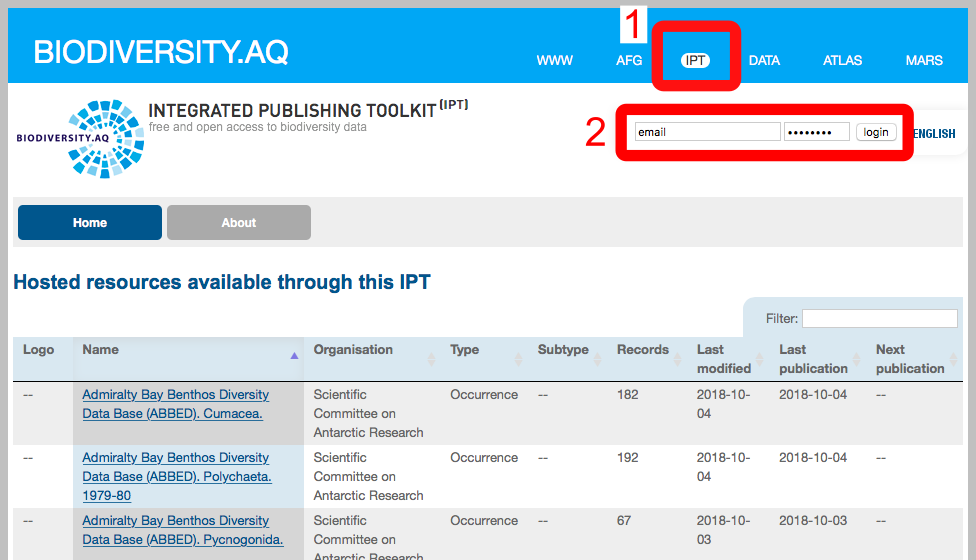 1
BIODIVERSITY.AQ
WWW AFG IPT DATA ATLAS MARS
INTEGRATED PUBLISHING TOOLKIT(IPT)
free and open access to biodiversity data
BIODIVERSITY.AQ
2
email •••••••• login
ENGLISH
Home About
Hosted resources available through this IPT
Filter:
Logo Name Organisation Type Subtype Records Last modified Last publication Next publication
-- Admiralty Bay Benthos Diversity Scientific Occurrence -- 182 2018-10- 2018-10-04 --
Data Base (ABBED). Cumacea. Committee on 04
Antarctic Research
-- Admiralty Bay Benthos Diversity Scientific Occurrence -- 192 2018-10- 2018-10-04 --
Data Base (ABBED). Polychaeta. Committee on 04
1979-80 Antarctic Research
-- Admiralty Bay Benthos Diversity Scientific Occurrence -- 67 2018-10- 2018-10-03 --
Data Base (ABBED). Pycnogonida. Committee on 03
Antarctic Research